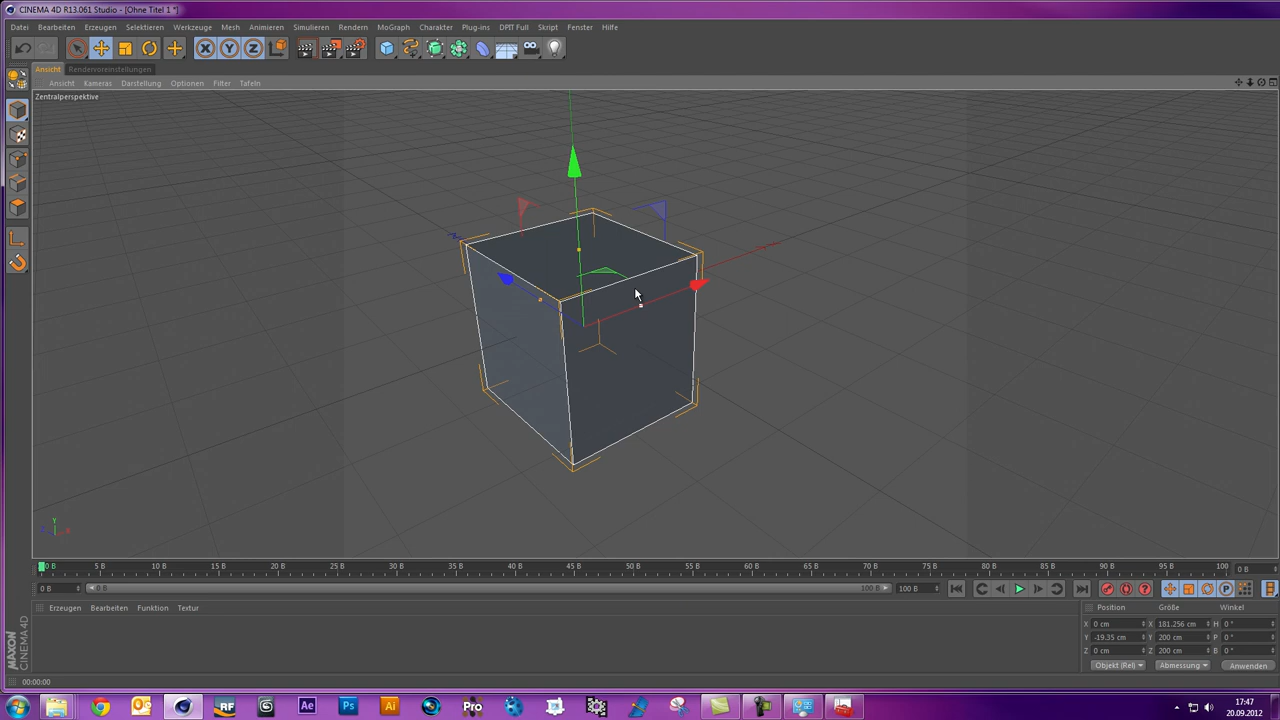 CINEMA 4D R13.061 Studio - [Ohne Titel 1 *]
Datei Bearbeiten Erzeugen Selektieren Werkzeuge Mesh Animieren Simulieren Rendern MoGraph Charakter Plug-ins DPIT Full Skript Fenster Hilfe
X Y Z
Ansicht Rendervoreinstellungen
Ansicht Kameras Darstellung Optionen Filter Tafeln
Zentralperspektive
Y
0 B 5 B 10 B 15 B 20 B 25 B 30 B 35 B 40 B 45 B 50 B 55 B 60 B 65 B 70 B 75 B 80 B 85 B 90 B 95 B 100 0 B
0 B 0 B 100 B 100 B P
Erzeugen Bearbeiten Funktion Textur
Position Größe Winkel
X 0 cm X 181.256 cm H 0 °
Y -19.35 cm Y 200 cm P 0 °
Z 0 cm Z 200 cm B 0 °
Objekt (Rel) Abmessung Anwenden
MAXON CINEMA 4D
00:00:00
RF Ae Ps Ai Pro
17:47
20.09.2012